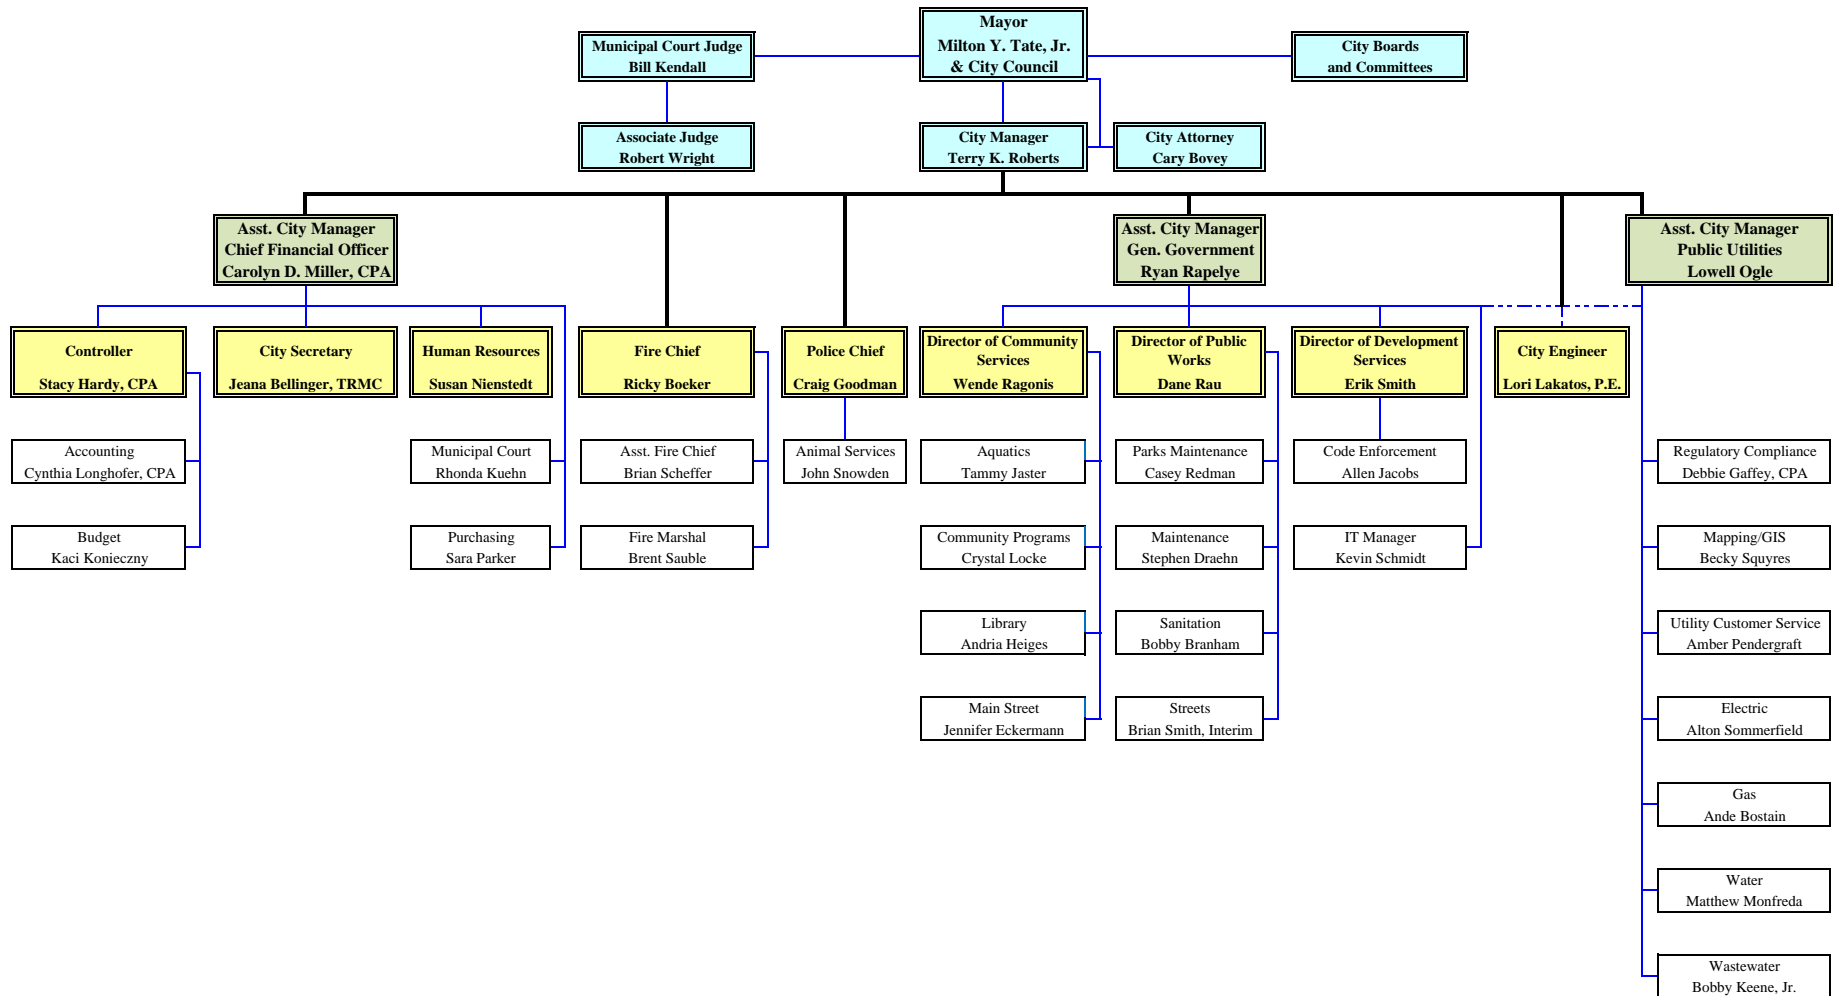 Mayor
Milton Y. Tate, Jr.
& City Council
Municipal Court Judge
Bill Kendall
City Boards
and Committees
Associate Judge
Robert Wright
City Manager
Terry K. Roberts
City Attorney
Cary Bovey
Asst. City Manager
Chief Financial Officer
Carolyn D. Miller, CPA
Asst. City Manager
Gen. Government
Ryan Rapelye
Asst. City Manager
Public Utilities
Lowell Ogle
Controller
Stacy Hardy, CPA
City Secretary
Jeana Bellinger, TRMC
Human Resources
Susan Nienstedt
Fire Chief
Ricky Boeker
Police Chief
Craig Goodman
Director of Community
Services
Wende Ragonis
Director of Public
Works
Dane Rau
Director of Development
Services
Erik Smith
City Engineer
Lori Lakatos, P.E.
Accounting
Cynthia Longhofer, CPA
Municipal Court
Rhonda Kuehn
Asst. Fire Chief
Brian Scheffer
Animal Services
John Snowden
Aquatics
Tammy Jaster
Parks Maintenance
Casey Redman
Code Enforcement
Allen Jacobs
Regulatory Compliance
Debbie Gaffey, CPA
Budget
Kaci Konieczny
Purchasing
Sara Parker
Fire Marshal
Brent Sauble
Community Programs
Crystal Locke
Maintenance
Stephen Draehn
IT Manager
Kevin Schmidt
Mapping/GIS
Becky Squyres
Library
Andria Heiges
Sanitation
Bobby Branham
Utility Customer Service
Amber Pendergraft
Main Street
Jennifer Eckermann
Streets
Brian Smith, Interim
Electric
Alton Sommerfield
Gas
Ande Bostain
Water
Matthew Monfreda
Wastewater
Bobby Keene, Jr.